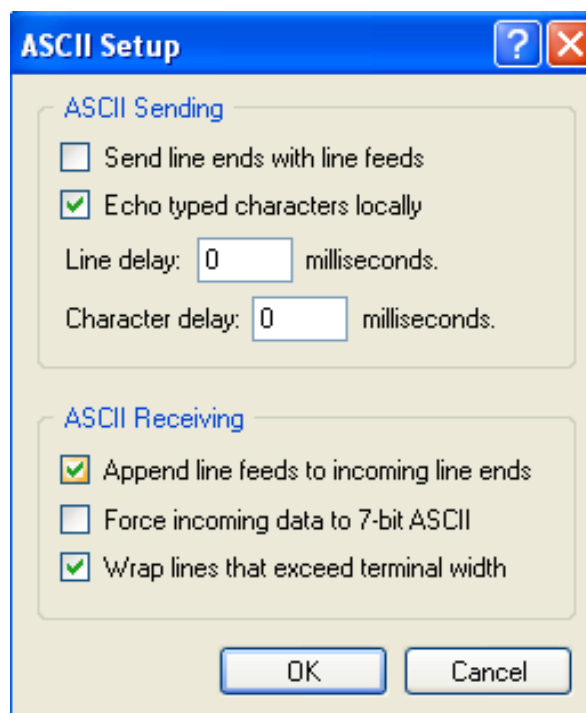 ASCII Setup
ASCII Sending
Send line ends with line feeds
Echo typed characters locally
Line delay: 0 milliseconds.
Character delay: 0 milliseconds.
ASCII Receiving
Append line feeds to incoming line ends
Force incoming data to 7-bit ASCII
Wrap lines that exceed terminal width
OK Cancel